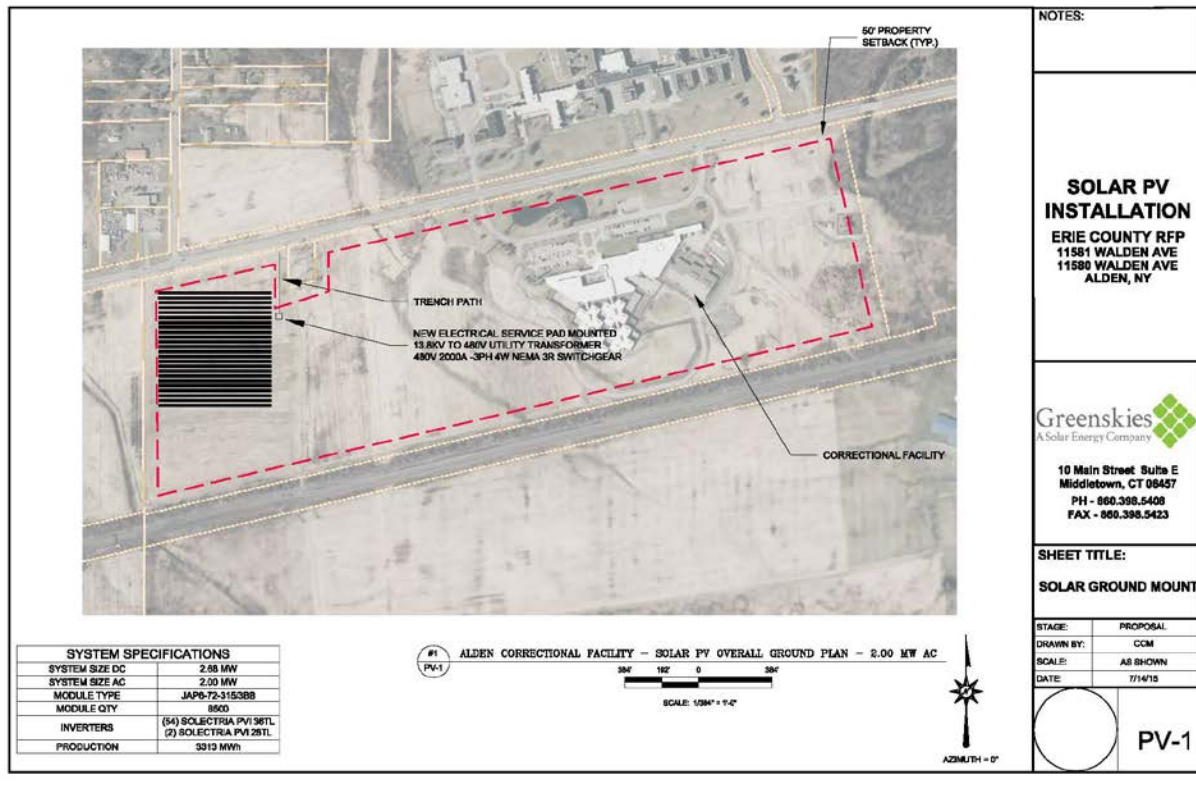 50' PROPERTY
SETBACK (TYP.)
TRENCH PATH
NEW ELECTRICAL SERVICE PAD MOUNTED
13.8KV TO 480V UTILITY TRANSFORMER
480V 2000A -3PH 4W NEMA 3R SWITCHGEAR
CORRECTIONAL FACILITY
SYSTEM SPECIFICATIONS
SYSTEM SIZE DC 2.68 MW
SYSTEM SIZE AC 2.00 MW
MODULE TYPE JAP6-72-315/3BB
MODULE QTY 8500
INVERTERS (54) SOLECTRIA PVI 36TL
(2) SOLECTRIA PVI 28TL
PRODUCTION 3313 MWh
#1
PV-1
ALDEN CORRECTIONAL FACILITY - SOLAR PV OVERALL GROUND PLAN - 2.00 MW AC
384' 192' 0 384'
SCALE: 1/384" = 1'-0"
AZIMUTH = 0°
NOTES:
SOLAR PV
INSTALLATION
ERIE COUNTY RFP
11581 WALDEN AVE
11580 WALDEN AVE
ALDEN, NY
Greenskies
A Solar Energy Company
10 Main Street Suite E
Middletown, CT 06457
PH - 860.398.5408
FAX - 860.398.5423
SHEET TITLE:
SOLAR GROUND MOUNT
STAGE: PROPOSAL
DRAWN BY: CCM
SCALE: AS SHOWN
DATE: 7/14/15
PV-1